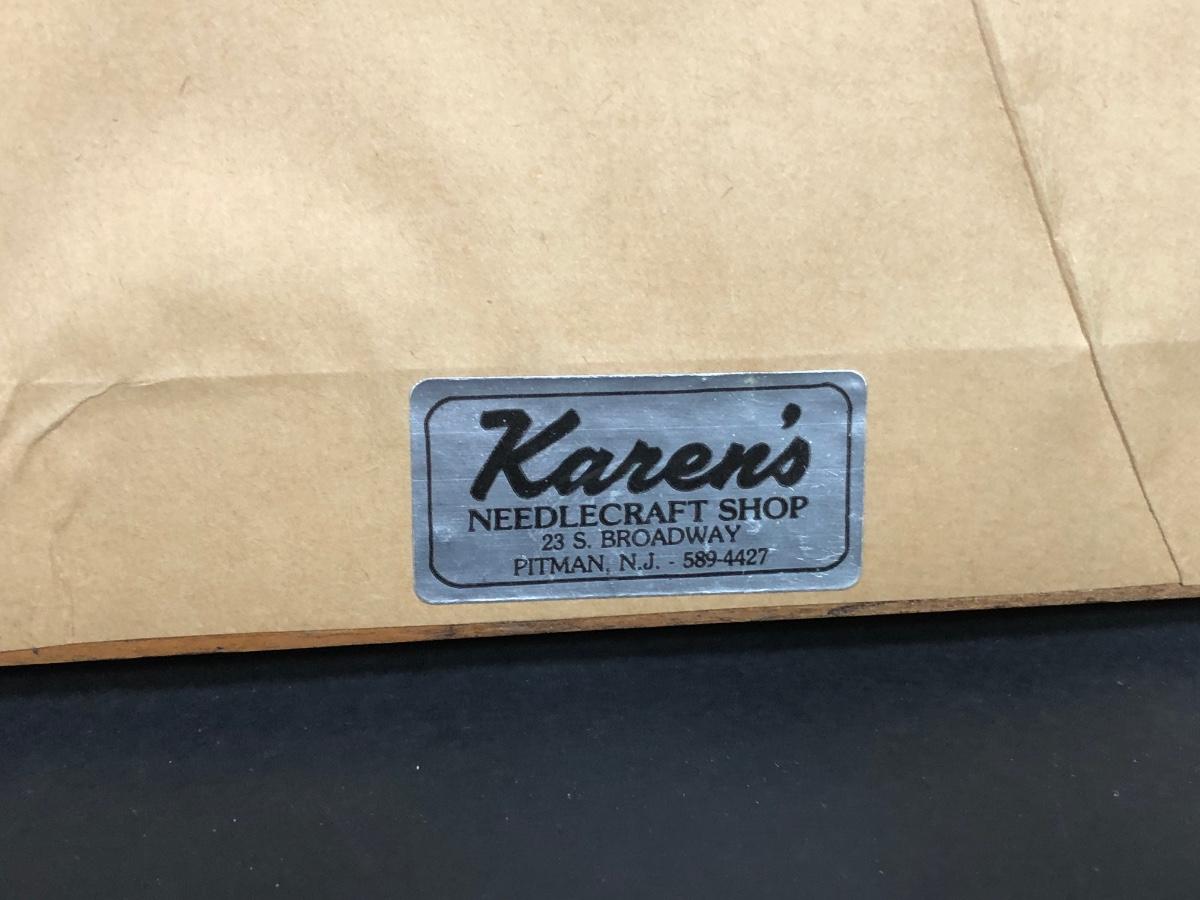 Karen's
NEEDLECRAFT SHOP
23 S. BROADWAY
PITMAN, N.J. - 589-4427